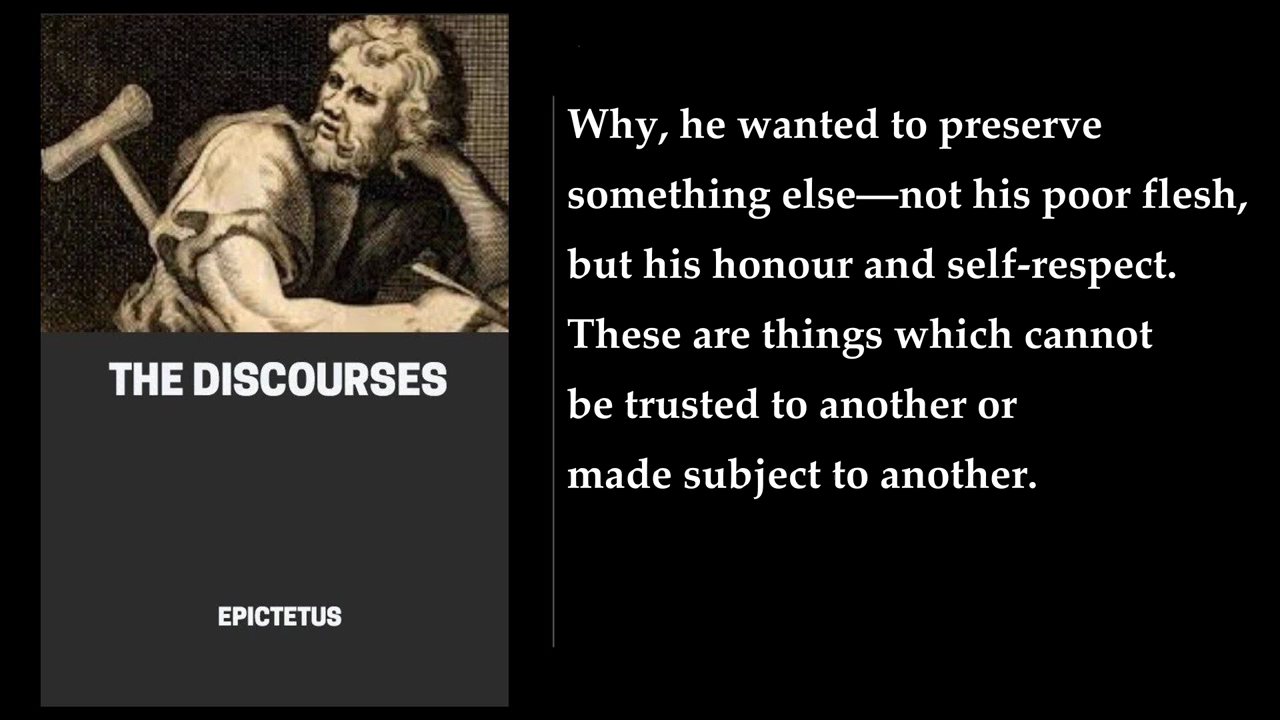 THE DISCOURSES
EPICTETUS
Why, he wanted to preserve
something else—not his poor flesh,
but his honour and self-respect.
These are things which cannot
be trusted to another or
made subject to another.